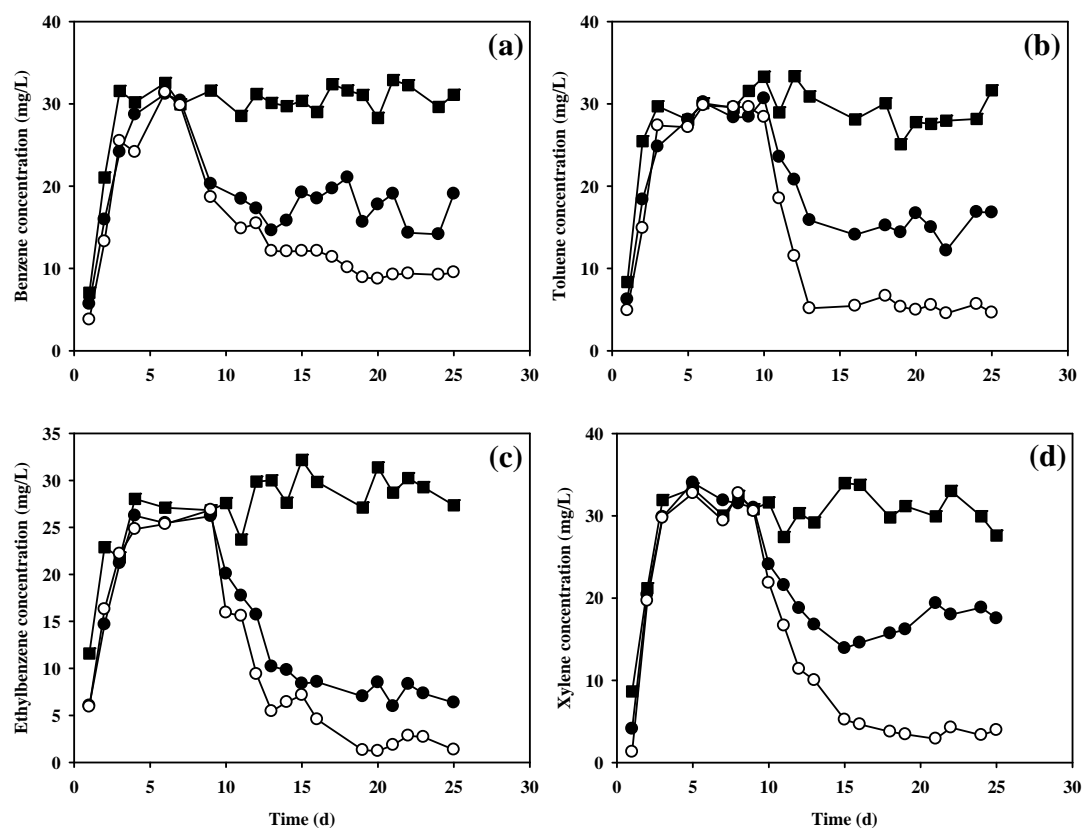 (a)
Benzene concentration (mg/L)
40
30
20
10
0
0 5 10 15 20 25 30
(b)
Toluene concentration (mg/L)
40
30
20
10
0
0 5 10 15 20 25 30
(c)
Ethylbenzene concentration (mg/L)
35
30
25
20
15
10
5
0
0 5 10 15 20 25 30
Time (d)
(d)
Xylene concentration (mg/L)
40
30
20
10
0
0 5 10 15 20 25 30
Time (d)